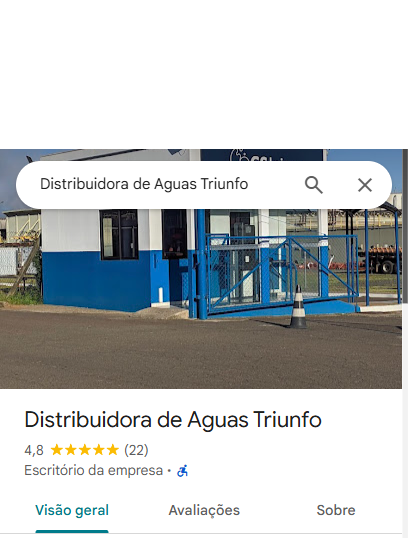 Distribuidora de Aguas Triunfo
Distribuidora de Aguas Triunfo
4,8 (22)
Escritório da empresa ·
Visão geral Avaliações Sobre